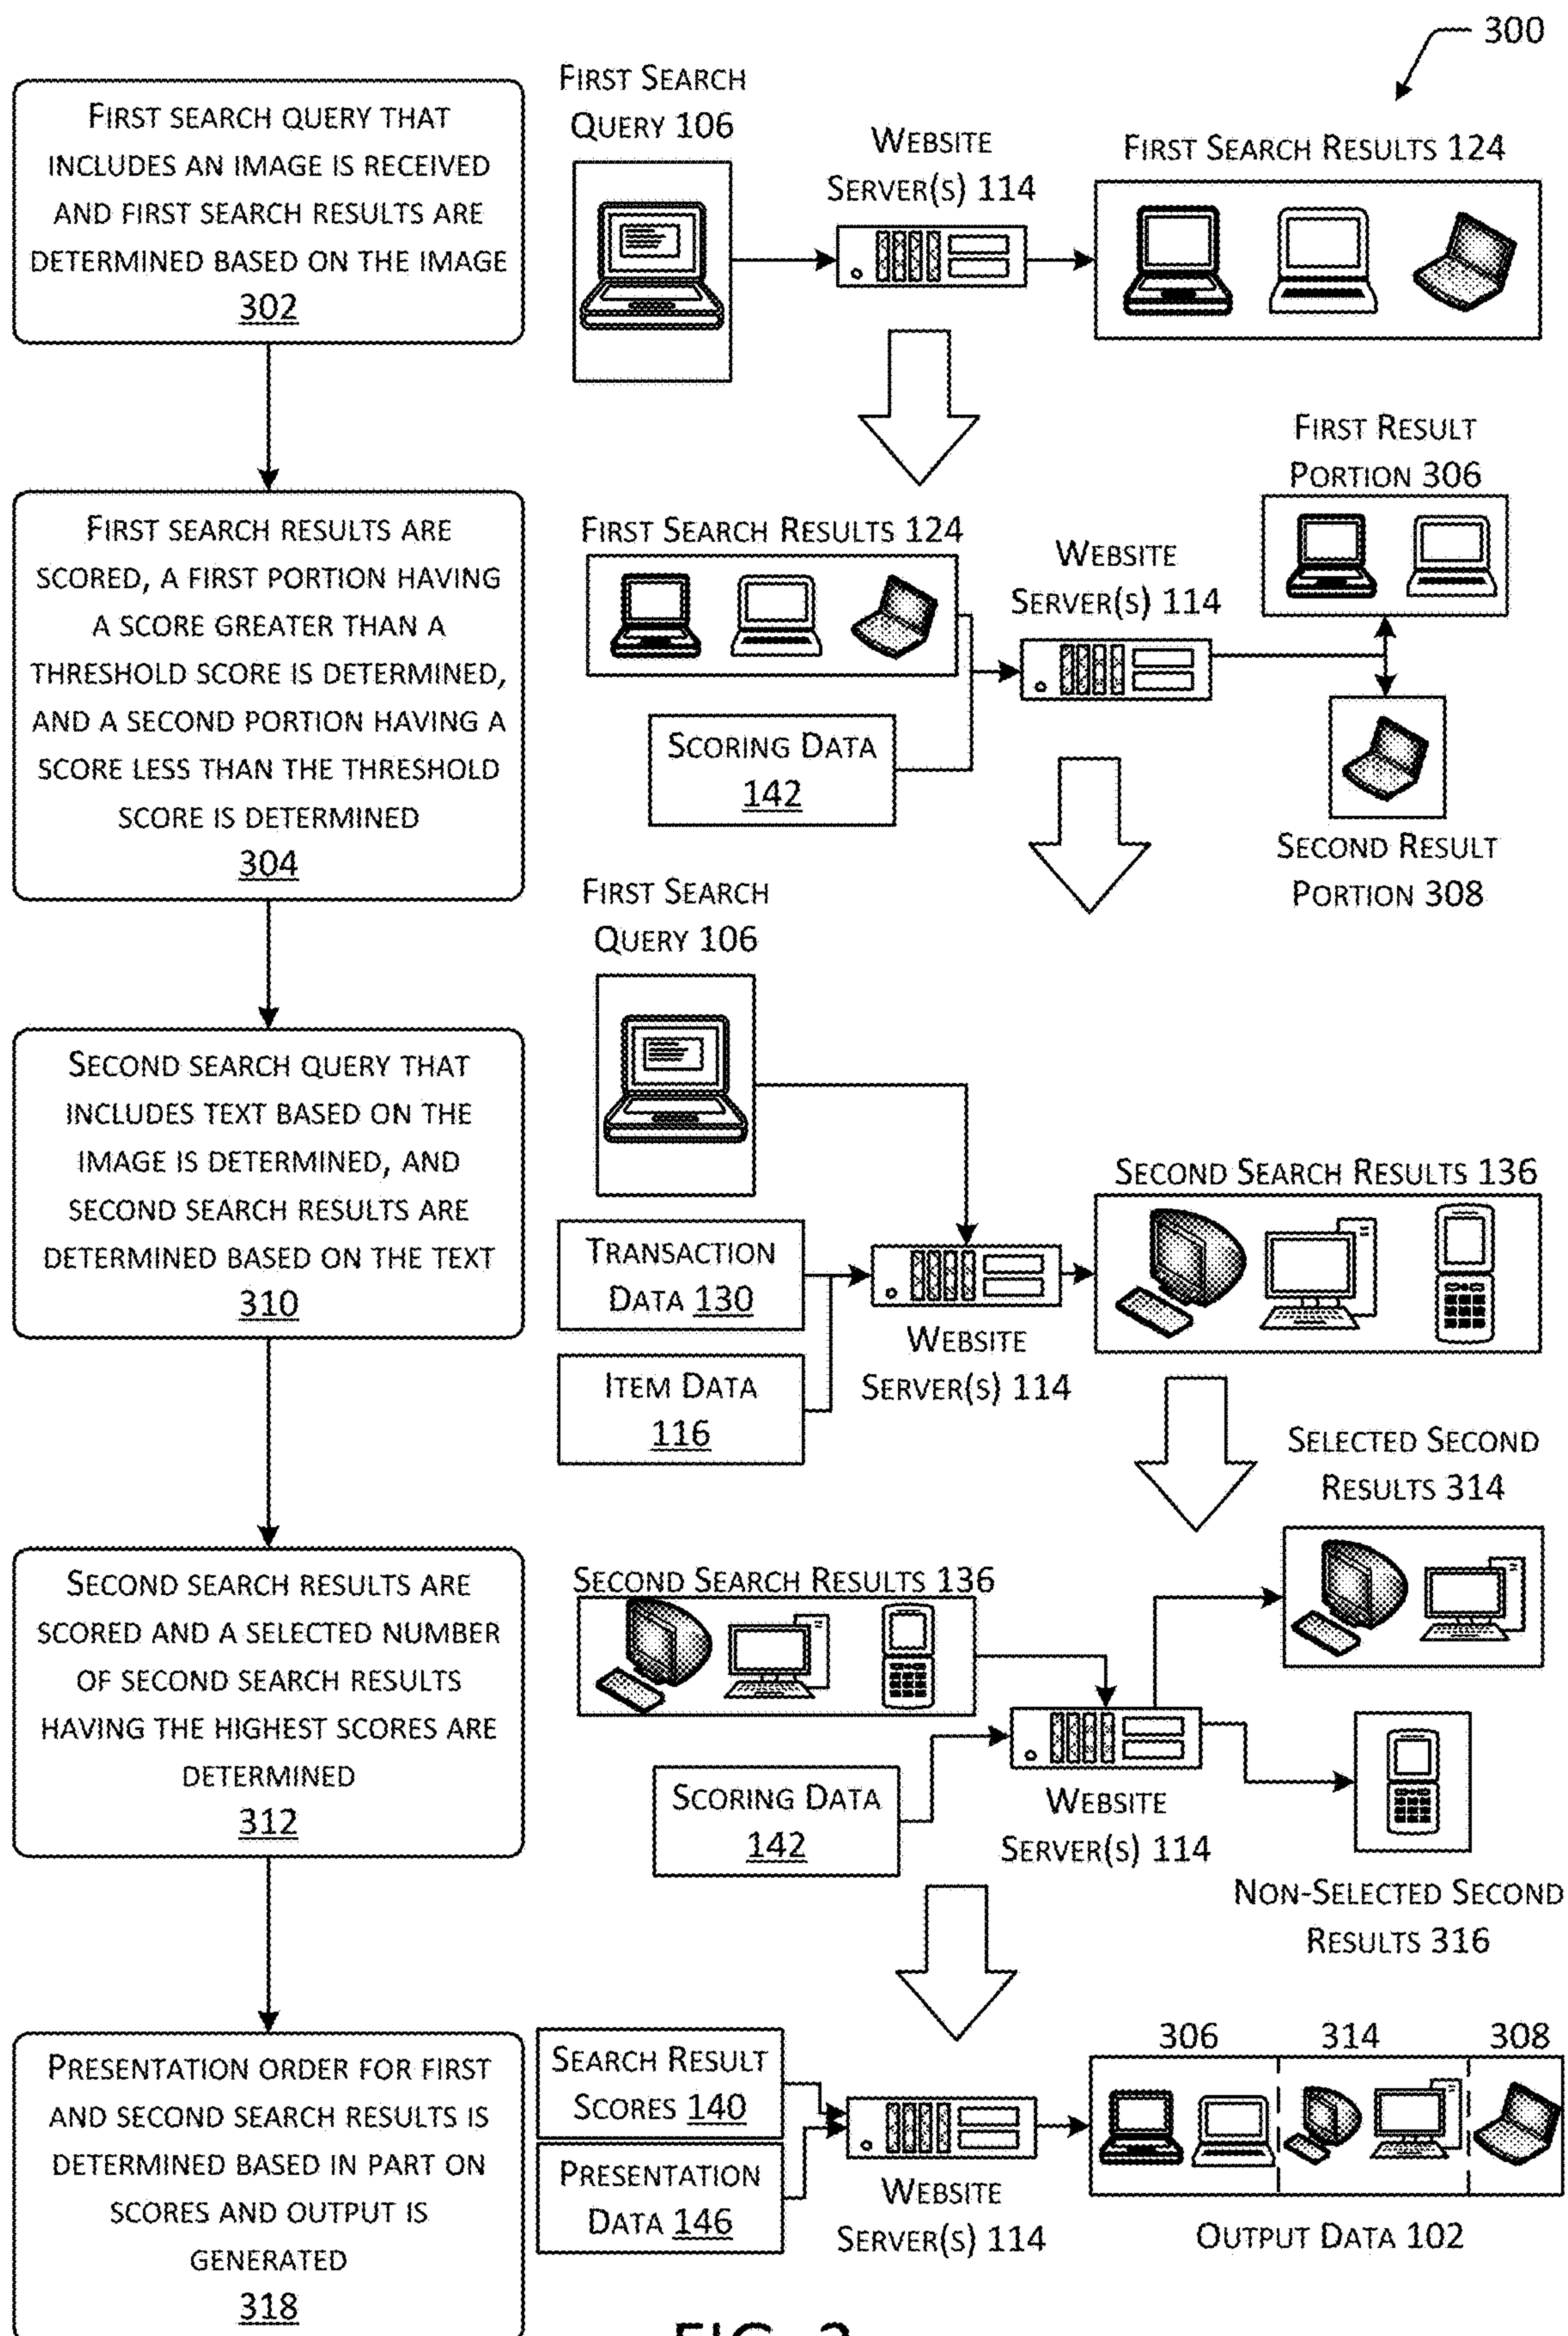 300
FIRST SEARCH QUERY THAT
INCLUDES AN IMAGE IS RECEIVED
AND FIRST SEARCH RESULTS ARE
DETERMINED BASED ON THE IMAGE
302
FIRST SEARCH
QUERY 106
WEBSITE
SERVER(S) 114
FIRST SEARCH RESULTS 124
FIRST SEARCH RESULTS ARE
SCORED, A FIRST PORTION HAVING
A SCORE GREATER THAN A
THRESHOLD SCORE IS DETERMINED,
AND A SECOND PORTION HAVING A
SCORE LESS THAN THE THRESHOLD
SCORE IS DETERMINED
304
FIRST SEARCH RESULTS 124
SCORING DATA
142
WEBSITE
SERVER(S) 114
FIRST RESULT
PORTION 306
SECOND RESULT
PORTION 308
SECOND SEARCH QUERY THAT
INCLUDES TEXT BASED ON THE
IMAGE IS DETERMINED, AND
SECOND SEARCH RESULTS ARE
DETERMINED BASED ON THE TEXT
310
FIRST SEARCH
QUERY 106
TRANSACTION
DATA 130
ITEM DATA
116
WEBSITE
SERVER(S) 114
SECOND SEARCH RESULTS 136
SECOND SEARCH RESULTS ARE
SCORED AND A SELECTED NUMBER
OF SECOND SEARCH RESULTS
HAVING THE HIGHEST SCORES ARE
DETERMINED
312
SECOND SEARCH RESULTS 136
SCORING DATA
142
WEBSITE
SERVER(S) 114
SELECTED SECOND
RESULTS 314
NON-SELECTED SECOND
RESULTS 316
PRESENTATION ORDER FOR FIRST
AND SECOND SEARCH RESULTS IS
DETERMINED BASED IN PART ON
SCORES AND OUTPUT IS
GENERATED
318
SEARCH RESULT
SCORES 140
PRESENTATION
DATA 146
WEBSITE
SERVER(S) 114
306
314
308
OUTPUT DATA 102
FIG.